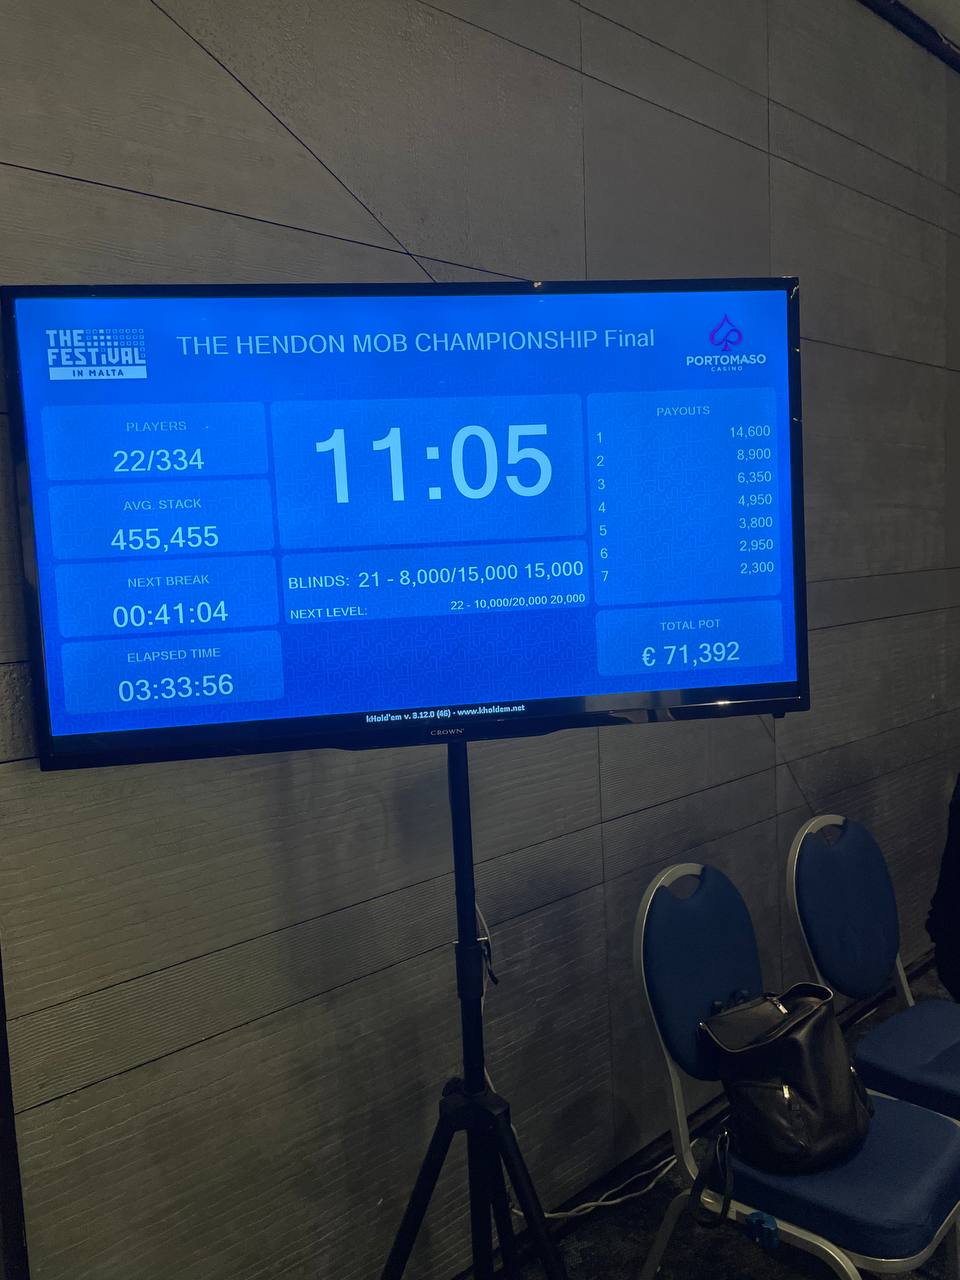 THE
FESTIVAL
IN MALTA
THE HENDON MOB CHAMPIONSHIP Final
PORTOMASO
CASINO
PLAYERS
22/334
AVG. STACK
455,455
NEXT BREAK
00:41:04
ELAPSED TIME
03:33:56
11:05
BLINDS: 21 - 8,000/15,000 15,000
NEXT LEVEL: 22 - 10,000/20,000 20,000
PAYOUTS
1 14,600
2 8,900
3 6,350
4 4,950
5 3,800
6 2,950
7 2,300
TOTAL POT
€ 71,392
kHold'em v. 3.12.0 (46) - www.kholdem.net
CROWN